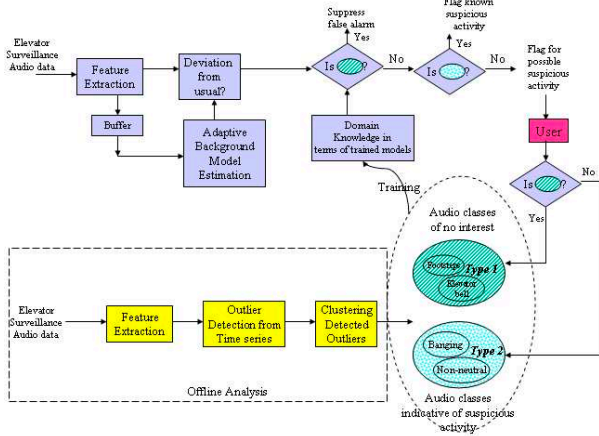 Suppress
false alarm
Yes
Flag known
suspicious
activity
Yes
Elevator
Surveillance
Audio data
Feature
Extraction
Deviation
from
usual?
Is ?
No
Is ?
No
Flag for
possible
suspicious
activity
Buffer
Adaptive
Background
Model
Estimation
Domain
Knowledge in
terms of trained models
User
Is ?
No
Yes
Training
Audio classes
of no interest
Footsteps
Type 1
Elevator
bell
Elevator
Surveillance
Audio data
Feature
Extraction
Outlier
Detection from
Time series
Clustering
Detected
Outliers
Banging
Type 2
Non-neutral
Offline Analysis
Audio classes
indicative of suspicious
activity